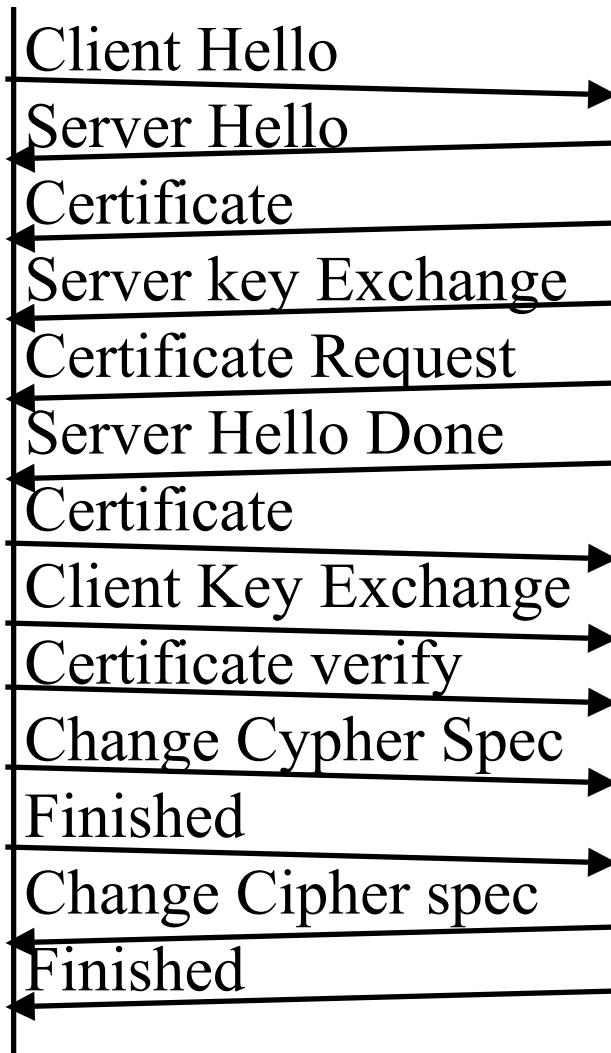 Client Hello
Server Hello
Certificate
Server key Exchange
Certificate Request
Server Hello Done
Certificate
Client Key Exchange
Certificate verify
Change Cypher Spec
Finished
Change Cipher spec
Finished